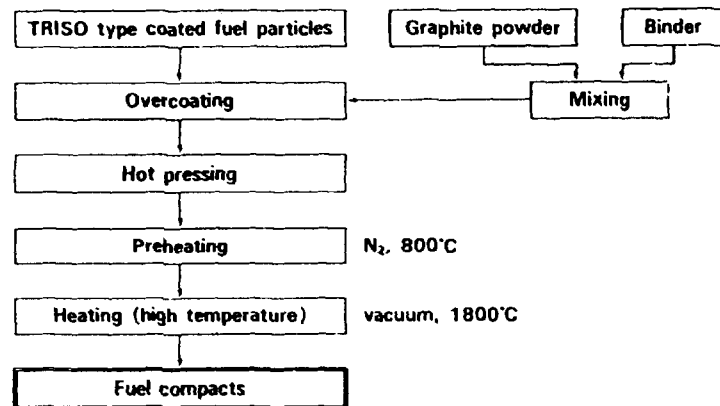 TRISO type coated fuel particles
Graphite powder
Binder
Overcoating
Mixing
Hot pressing
Preheating
N₂, 800°C
Heating (high temperature)
vacuum, 1800°C
Fuel compacts